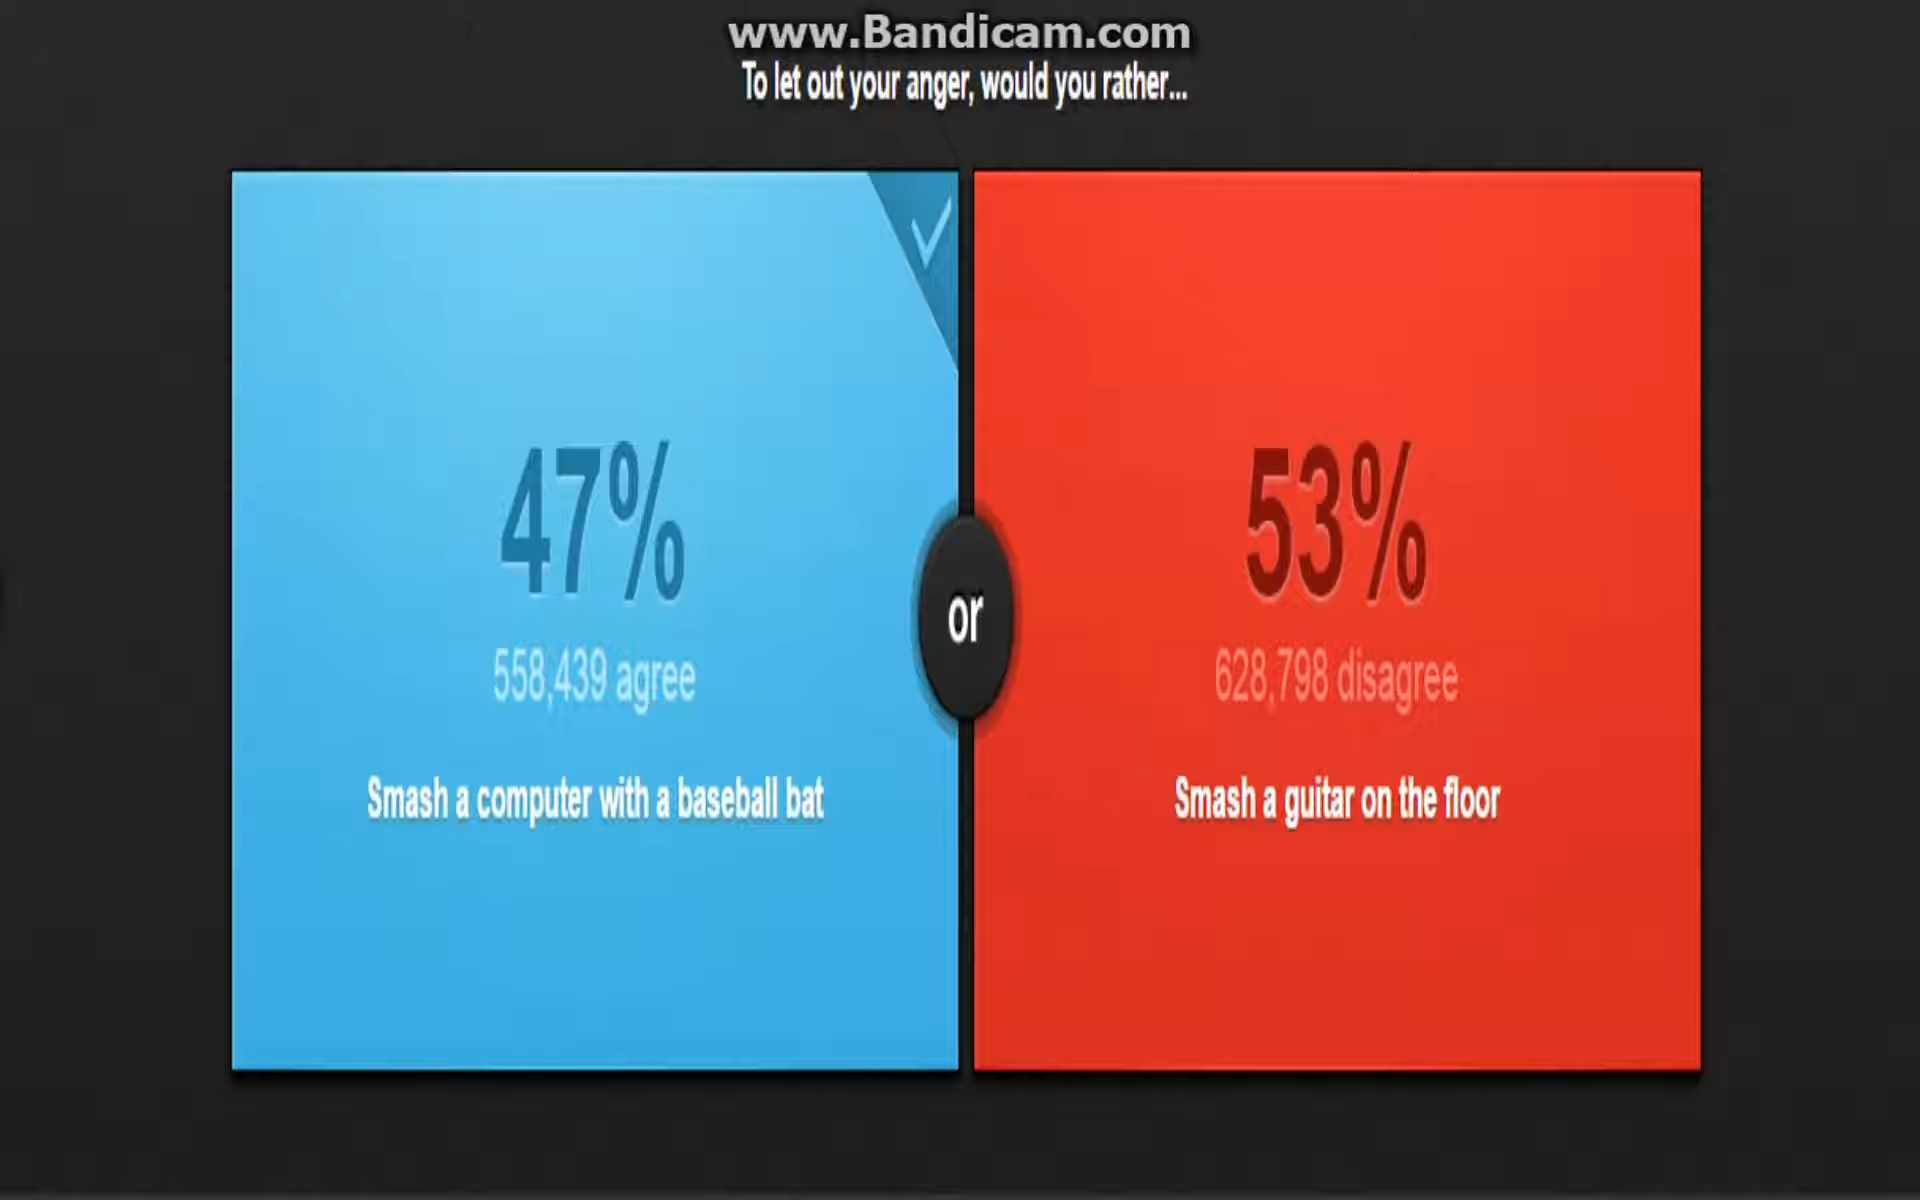 www.Bandicam.com
To let out your anger, would you rather...
47%
558,439 agree
Smash a computer with a baseball bat
or
53%
628,798 disagree
Smash a guitar on the floor